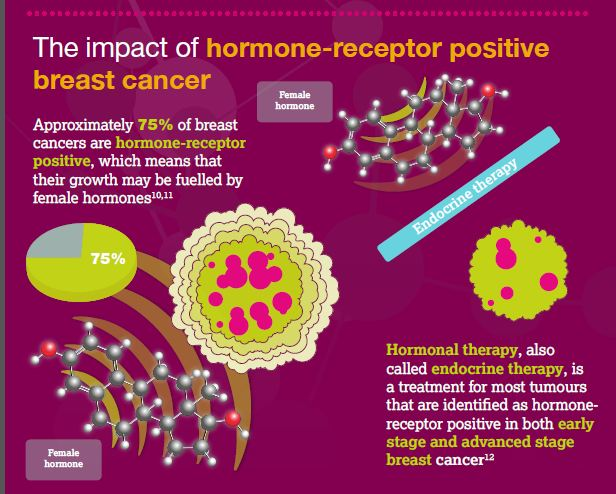 The impact of hormone-receptor positive
breast cancer
Female
hormone
Approximately 75% of breast
cancers are hormone-receptor
positive, which means that
their growth may be fuelled by
female hormones¹⁰,¹¹
Endocrine therapy
75%
Hormonal therapy, also
called endocrine therapy, is
a treatment for most tumours
that are identified as hormone-
receptor positive in both early
stage and advanced stage
breast cancer¹²
Female
hormone